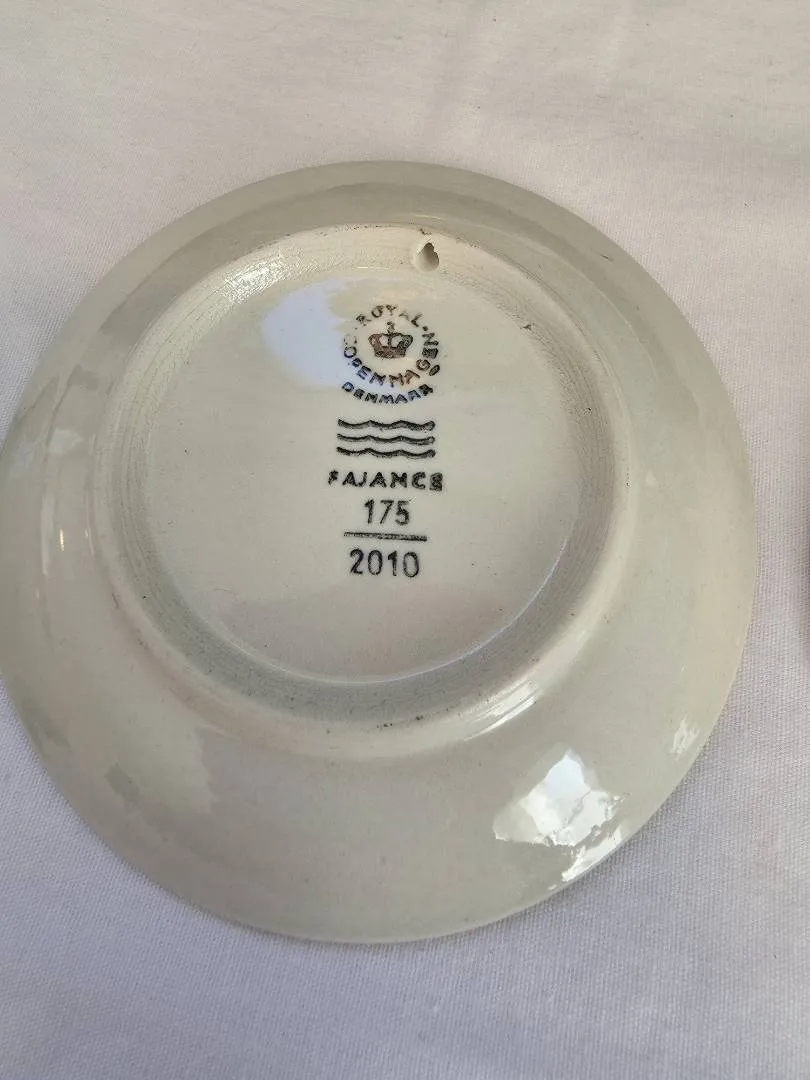 ROYAL
COPENHAGEN
DENMARK
FAJANCE
175
2010